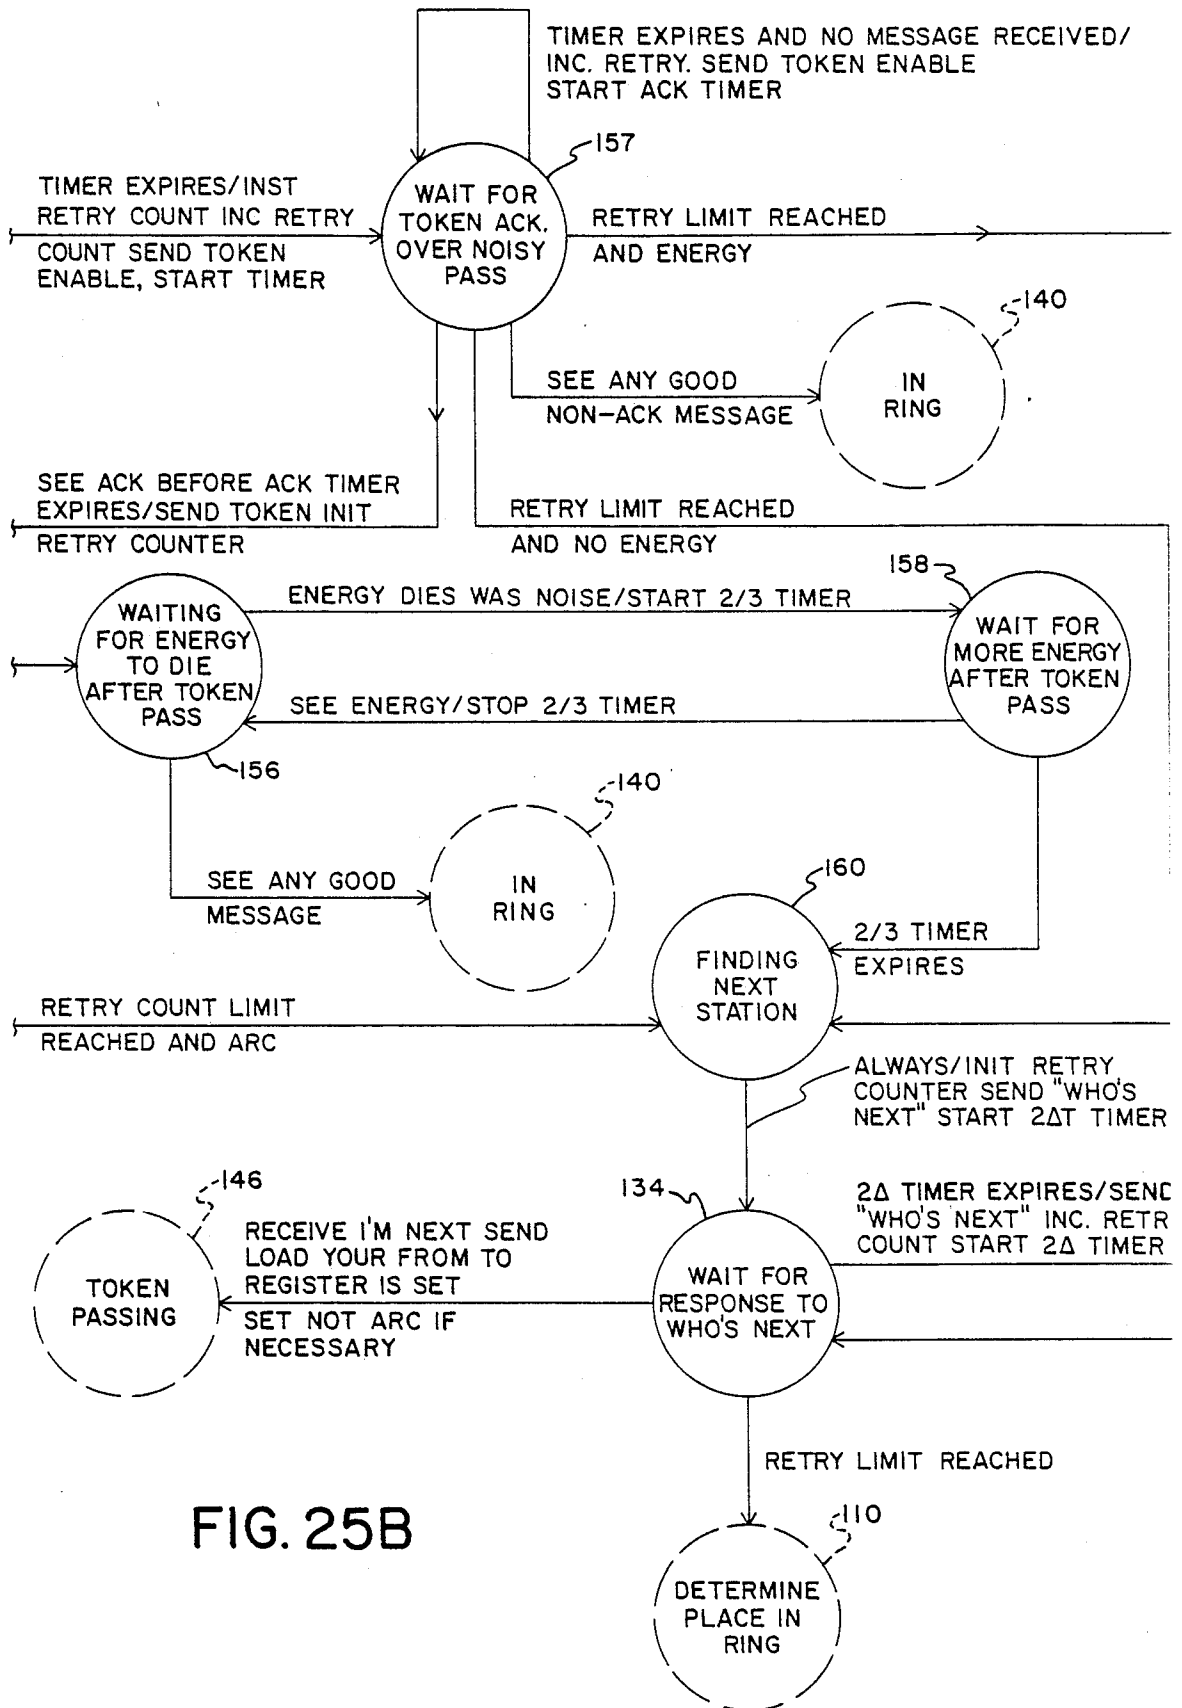 TIMER EXPIRES AND NO MESSAGE RECEIVED/
INC. RETRY. SEND TOKEN ENABLE
START ACK TIMER
157
TIMER EXPIRES/INST
RETRY COUNT INC RETRY
COUNT SEND TOKEN
ENABLE, START TIMER
WAIT FOR
TOKEN ACK.
OVER NOISY
PASS
RETRY LIMIT REACHED
AND ENERGY
140
IN
RING
SEE ANY GOOD
NON-ACK MESSAGE
SEE ACK BEFORE ACK TIMER
EXPIRES/SEND TOKEN INIT
RETRY COUNTER
RETRY LIMIT REACHED
AND NO ENERGY
158
WAITING
FOR ENERGY
TO DIE
AFTER TOKEN
PASS
ENERGY DIES WAS NOISE/START 2/3 TIMER
WAIT FOR
MORE ENERGY
AFTER TOKEN
PASS
SEE ENERGY/STOP 2/3 TIMER
156
140
SEE ANY GOOD
MESSAGE
IN
RING
160
2/3 TIMER
EXPIRES
FINDING
NEXT
STATION
RETRY COUNT LIMIT
REACHED AND ARC
ALWAYS/INIT RETRY
COUNTER SEND "WHO'S
NEXT" START 2ΔT TIMER
146
134
2Δ TIMER EXPIRES/SEND
"WHO'S NEXT" INC. RETR
COUNT START 2Δ TIMER
RECEIVE I'M NEXT SEND
LOAD YOUR FROM TO
REGISTER IS SET
SET NOT ARC IF
NECESSARY
TOKEN
PASSING
WAIT FOR
RESPONSE TO
WHO'S NEXT
RETRY LIMIT REACHED
FIG. 25B
110
DETERMINE
PLACE IN
RING